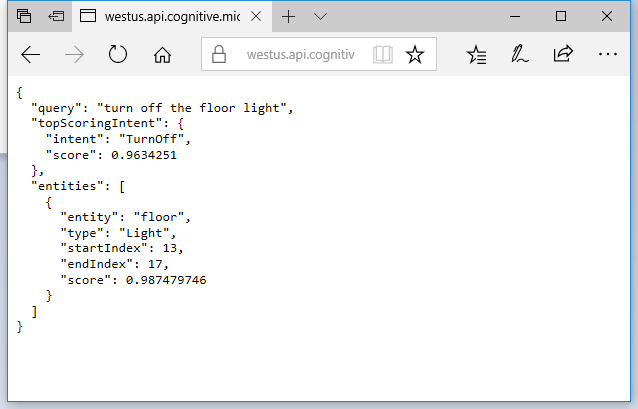 westus.api.cognitive.mic
westus.api.cognitiv
{
  "query": "turn off the floor light",
  "topScoringIntent": {
    "intent": "TurnOff",
    "score": 0.9634251
  },
  "entities": [
    {
      "entity": "floor",
      "type": "Light",
      "startIndex": 13,
      "endIndex": 17,
      "score": 0.987479746
    }
  ]
}